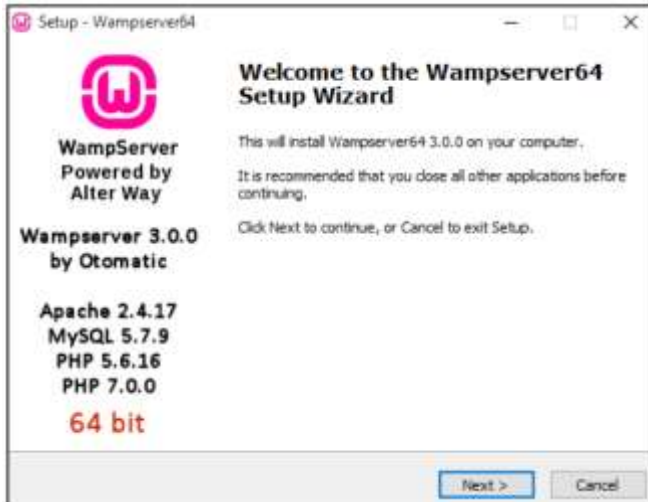 Setup - Wampserver64
WampServer
Powered by
Alter Way
Wampserver 3.0.0
by Otomatic
Apache 2.4.17
MySQL 5.7.9
PHP 5.6.16
PHP 7.0.0
64 bit
Welcome to the Wampserver64
Setup Wizard
This will install Wampserver64 3.0.0 on your computer.
It is recommended that you close all other applications before
continuing.
Click Next to continue, or Cancel to exit Setup.
Next >
Cancel